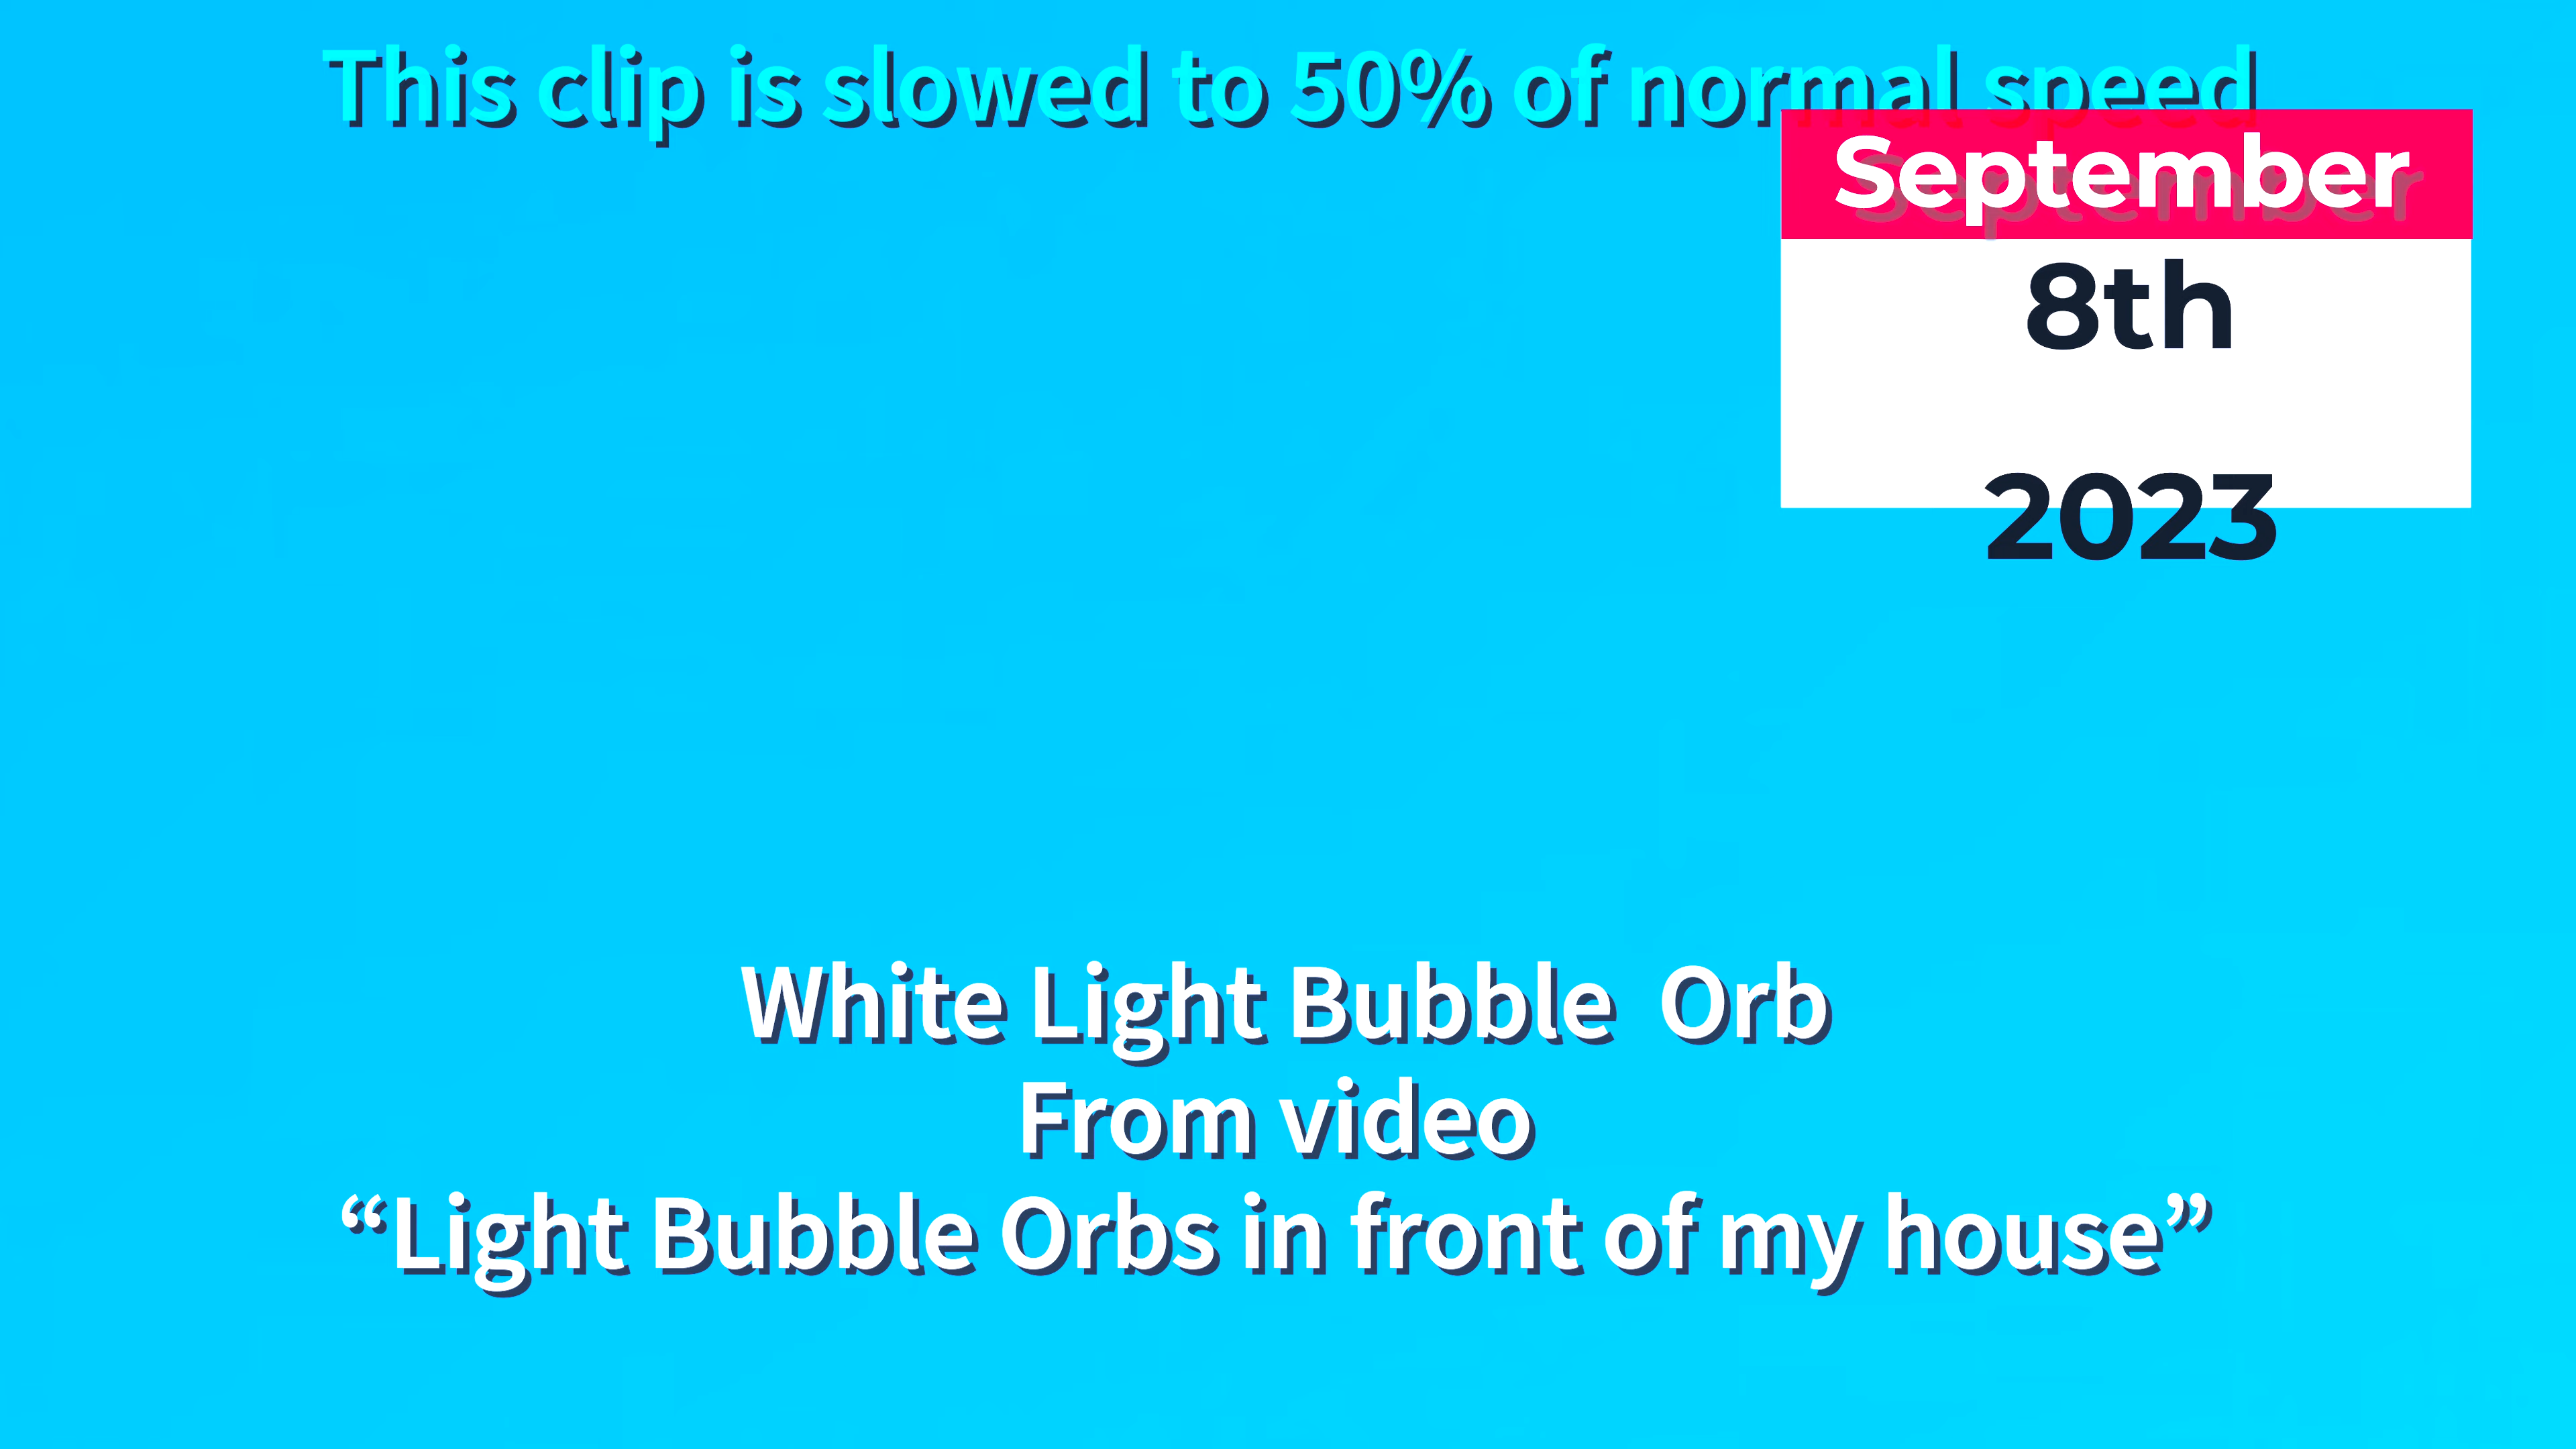 This clip is slowed to 50% of normal speed
September
8th
2023
White Light Bubble  Orb
From video
“Light Bubble Orbs in front of my house”